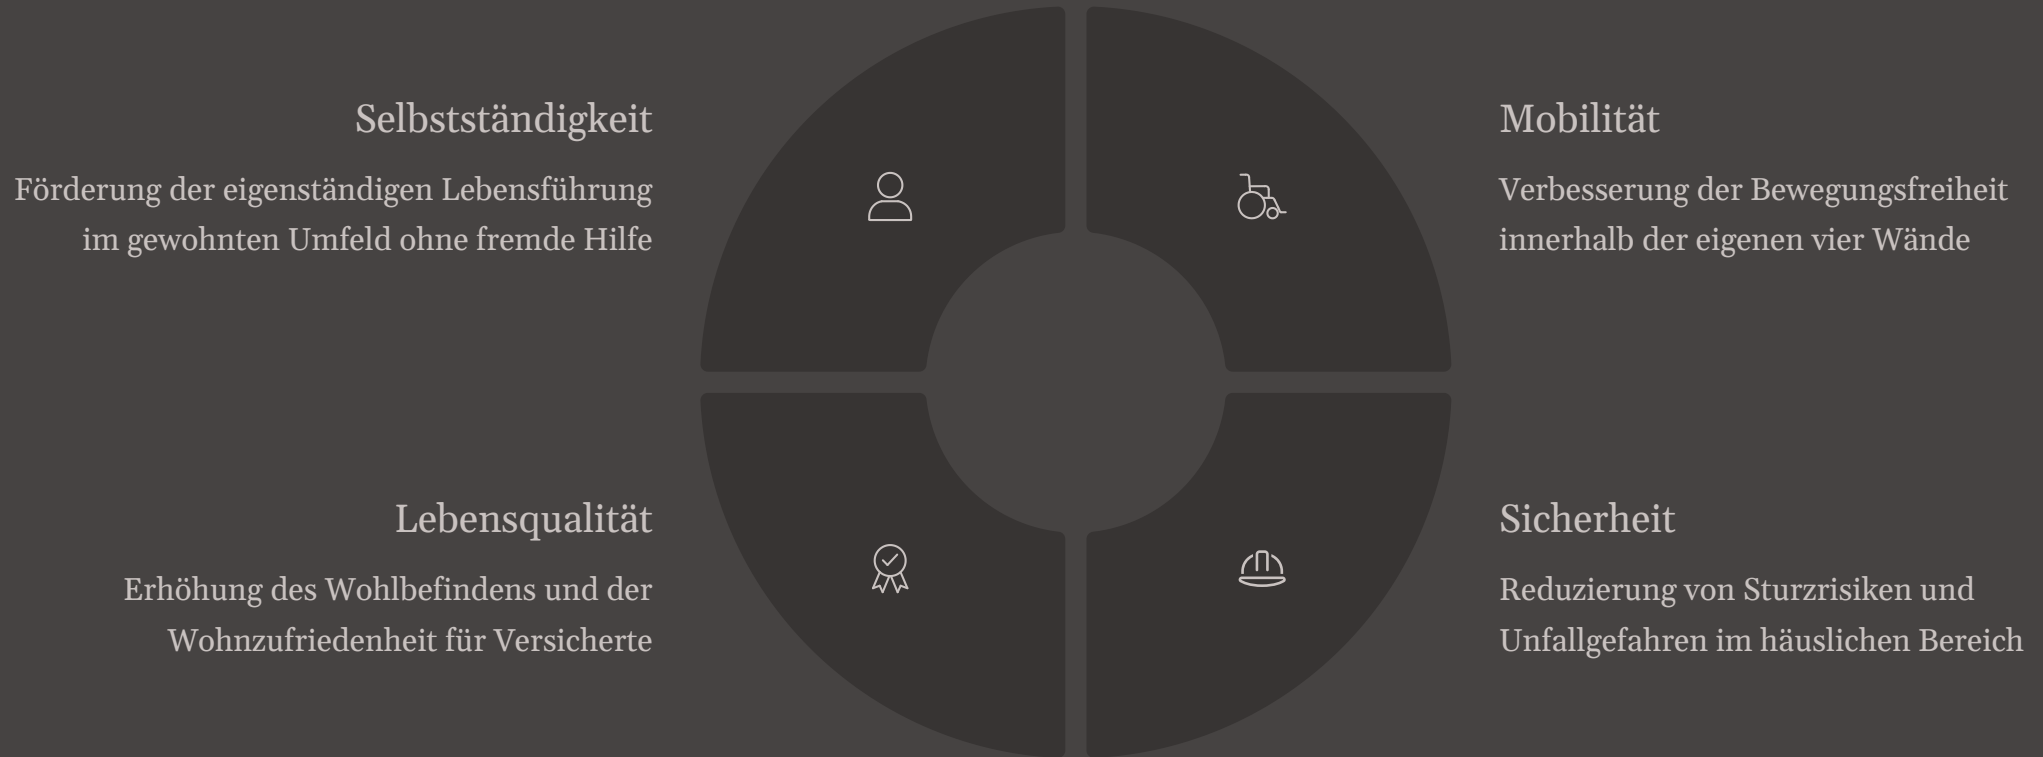 Selbstständigkeit
Förderung der eigenständigen Lebensführung
im gewohnten Umfeld ohne fremde Hilfe
Mobilität
Verbesserung der Bewegungsfreiheit
innerhalb der eigenen vier Wände
Lebensqualität
Erhöhung des Wohlbefindens und der
Wohnzufriedenheit für Versicherte
Sicherheit
Reduzierung von Sturzrisiken und
Unfallgefahren im häuslichen Bereich